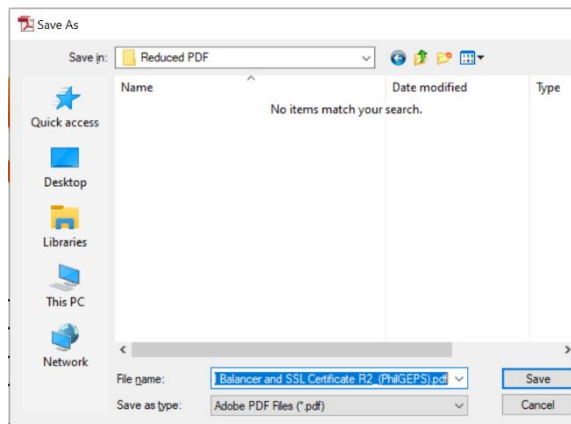 Save As
Save in:
Reduced PDF
Name
Date modified
Type
No items match your search.
Quick access
Desktop
Libraries
This PC
Network
File name:
Balancer and SSL Certificate R2_(PhilGEPS).pdf
Save
Save as type:
Adobe PDF Files (*.pdf)
Cancel